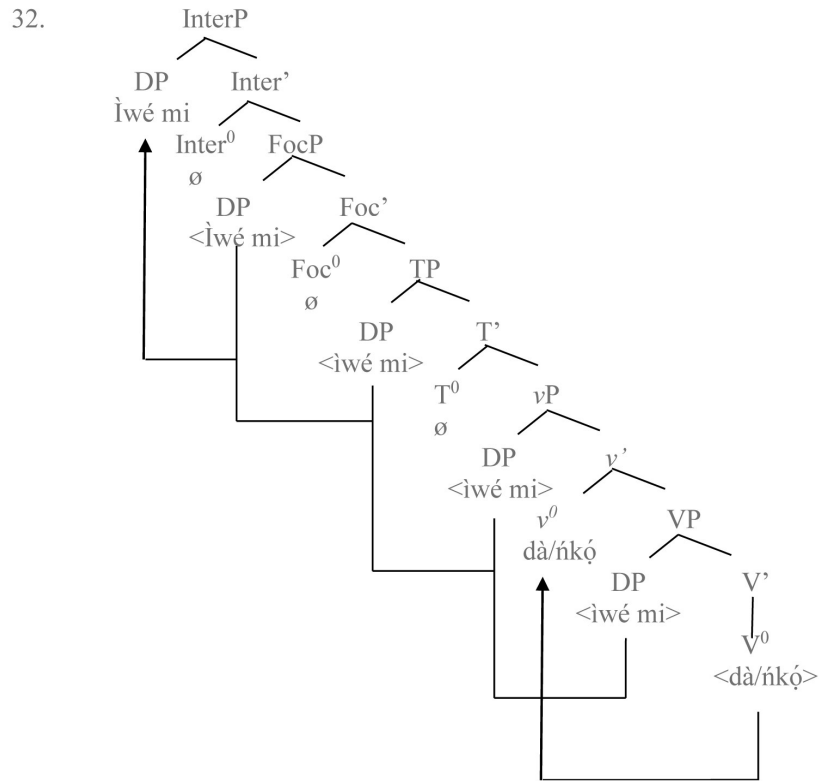 32.
InterP
DP Inter’
Ìwé mi
Inter⁰ FocP
ø
DP Foc’
<Ìwé mi>
Foc⁰ TP
ø
DP T’
<ìwé mi>
T⁰ vP
ø
DP v’
<ìwé mi>
v⁰ VP
dà/ńkọ́
DP V’
<ìwé mi>
V⁰
<dà/ńkọ́>